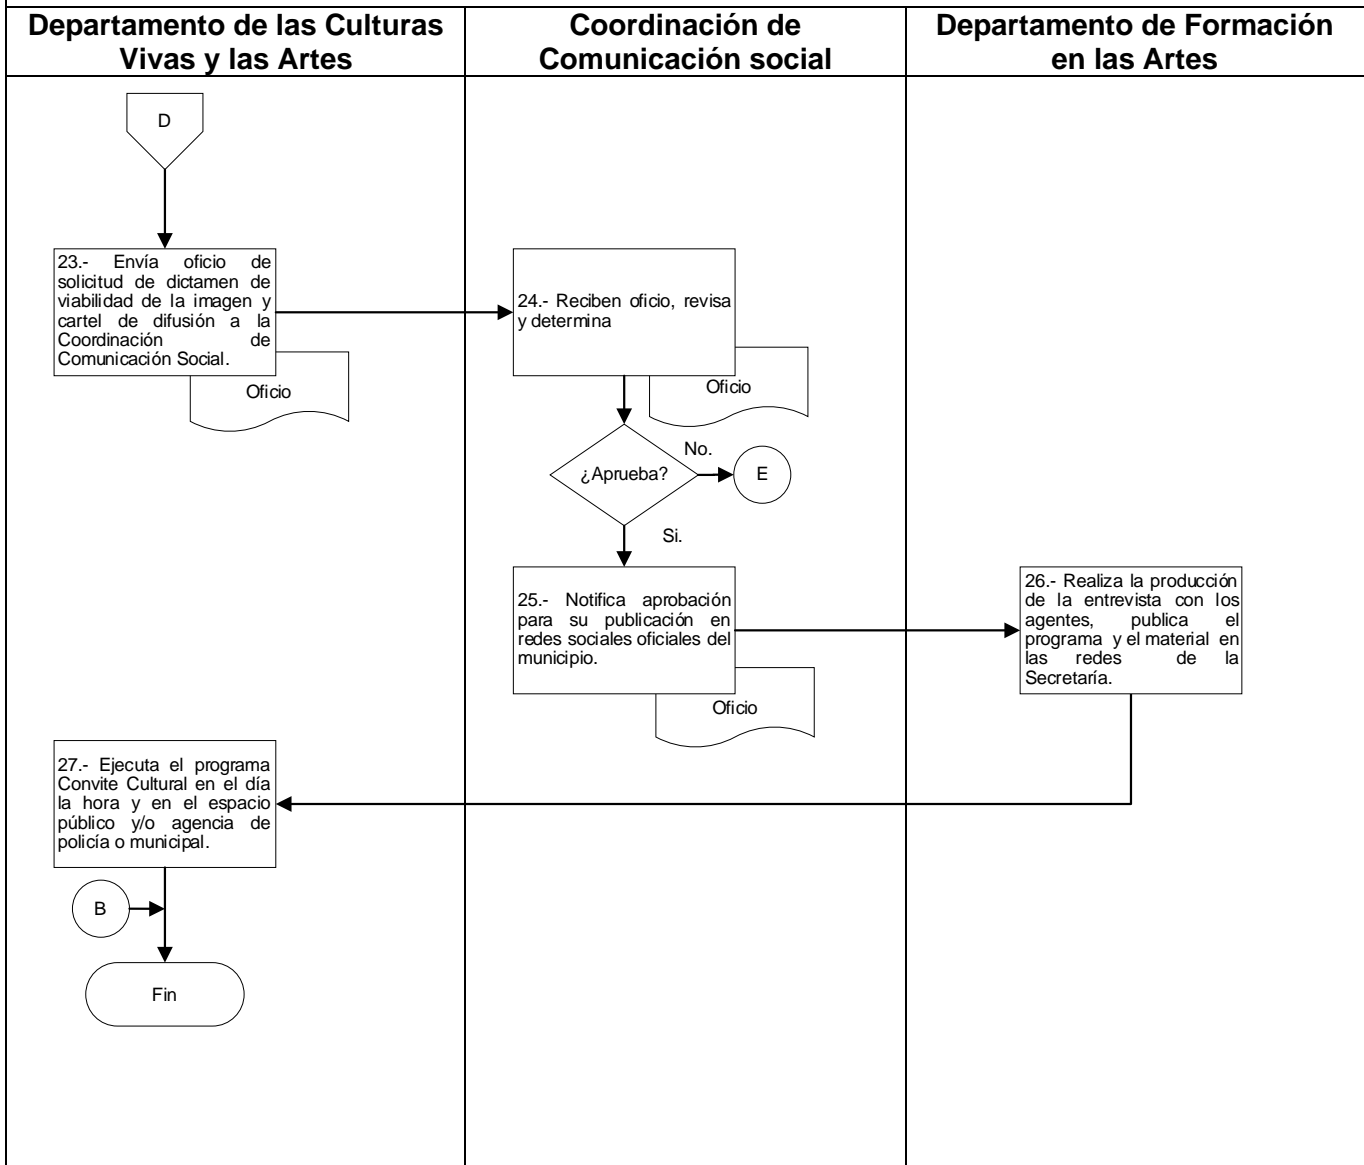 Departamento de las Culturas
Vivas y las Artes
Coordinación de
Comunicación social
Departamento de Formación
en las Artes
D
23.- Envía oficio de
solicitud de dictamen de
viabilidad de la imagen y
cartel de difusión a la
Coordinación de
Comunicación Social.
Oficio
24.- Reciben oficio, revisa
y determina
Oficio
¿Aprueba?
No.
E
Si.
25.- Notifica aprobación
para su publicación en
redes sociales oficiales del
municipio.
Oficio
26.- Realiza la producción
de la entrevista con los
agentes, publica el
programa y el material en
las redes de la
Secretaría.
27.- Ejecuta el programa
Convite Cultural en el día
la hora y en el espacio
público y/o agencia de
policía o municipal.
B
Fin